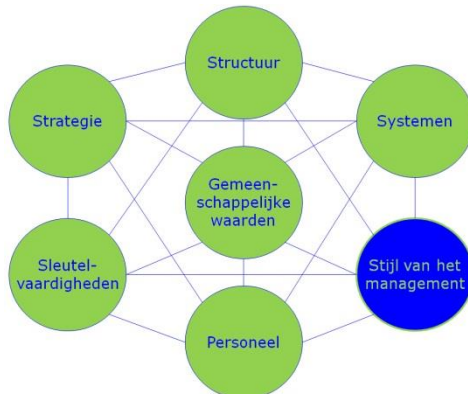 Structuur
Strategie
Systemen
Gemeen-
schappelijke
waarden
Sleutel-
vaardigheden
Stijl van het
management
Personeel